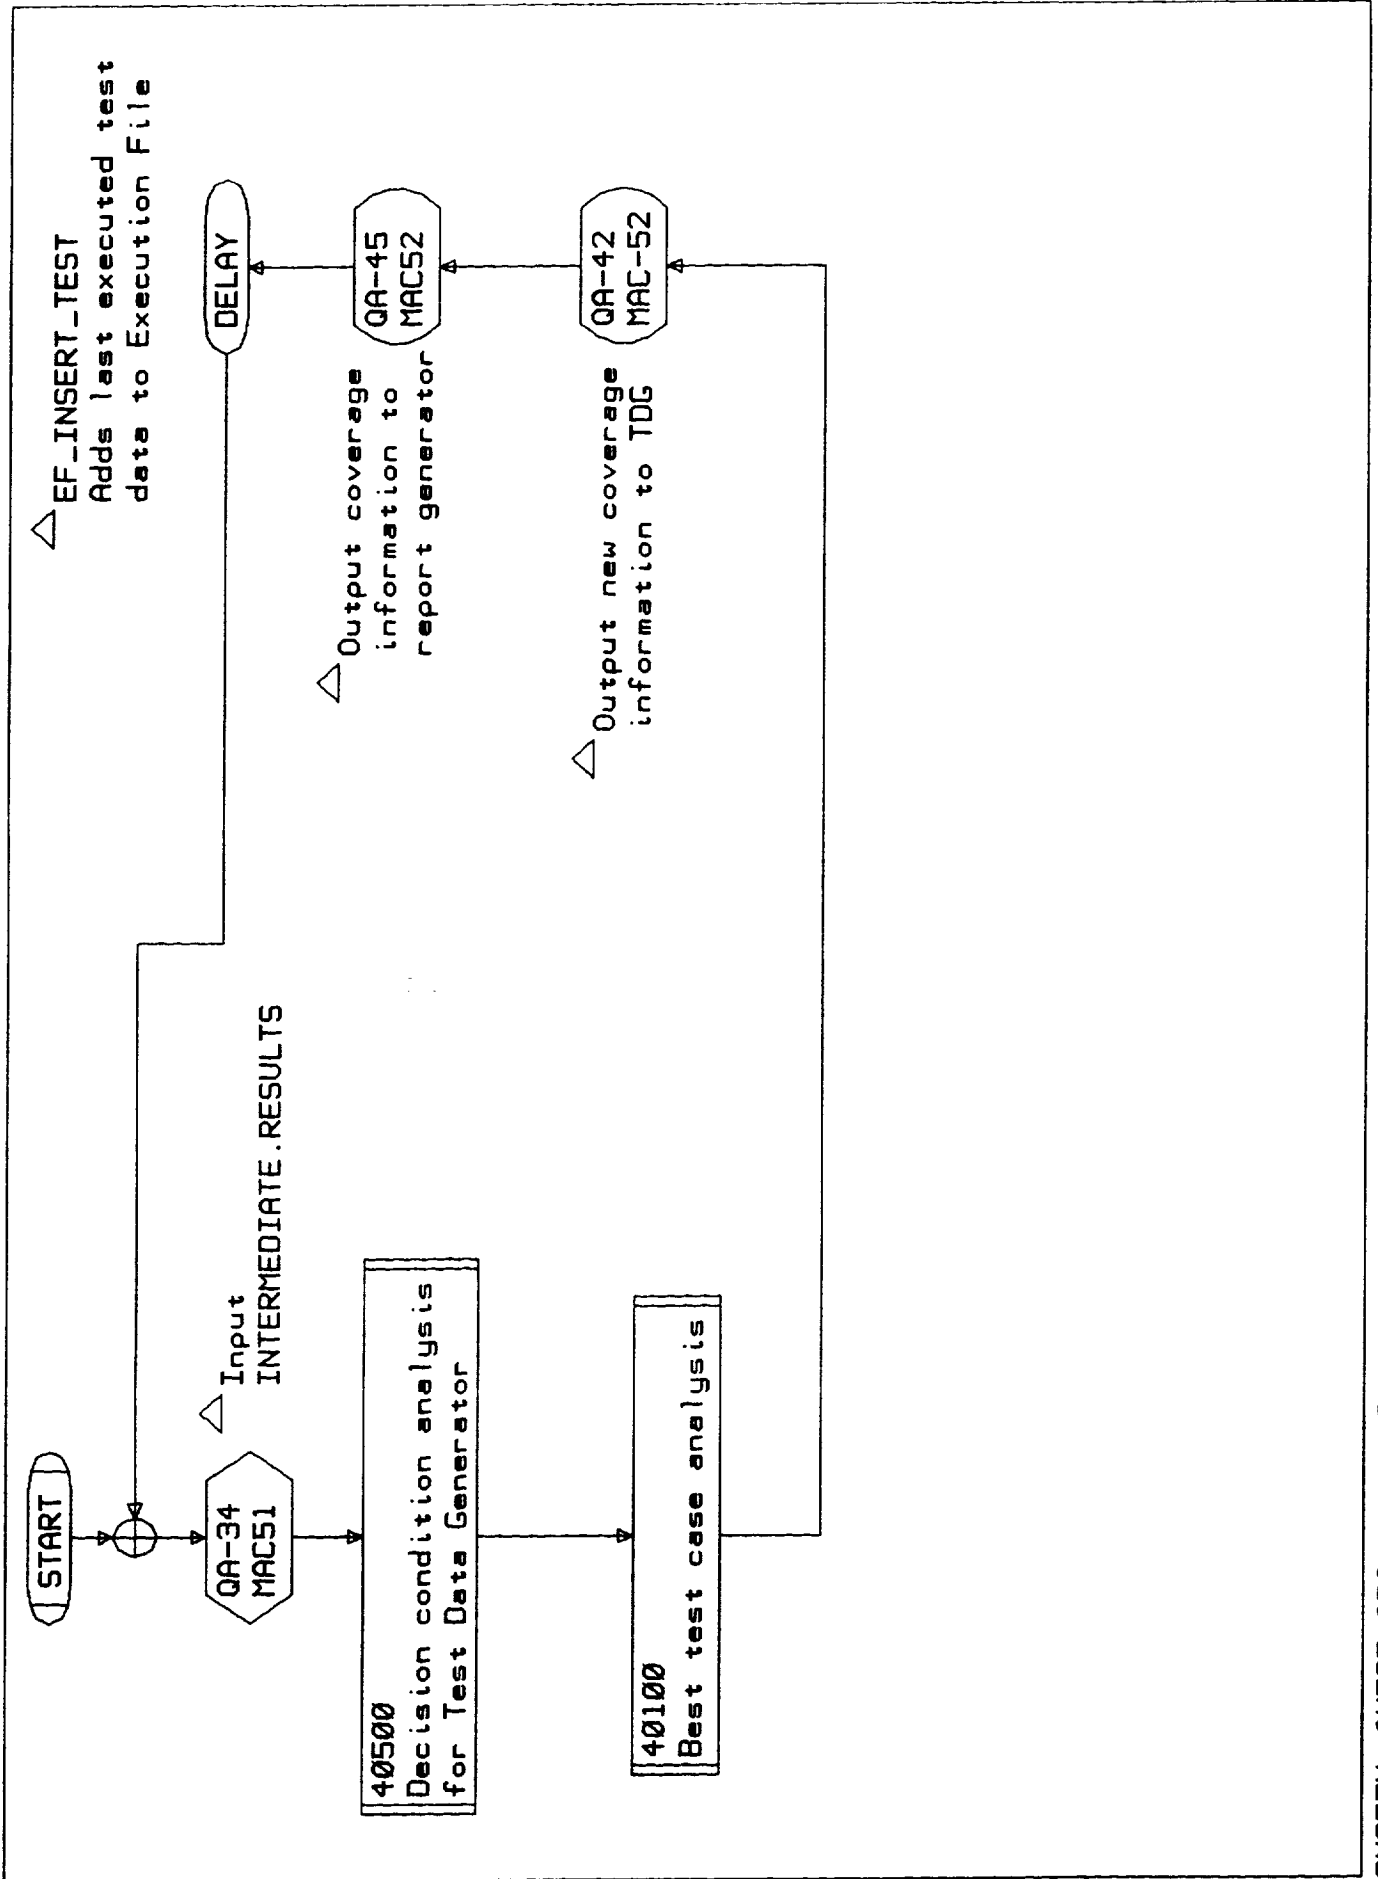 START
QA-34
MAC51
Input
INTERMEDIATE.RESULTS
40500
Decision condition analysis
for Test Data Generator
40100
Best test case analysis
EF_INSERT_TEST
Adds last executed test
data to Execution File
DELAY
Output coverage
information to
report generator
QA-45
MAC52
Output new coverage
information to TDG
QA-42
MAC-52